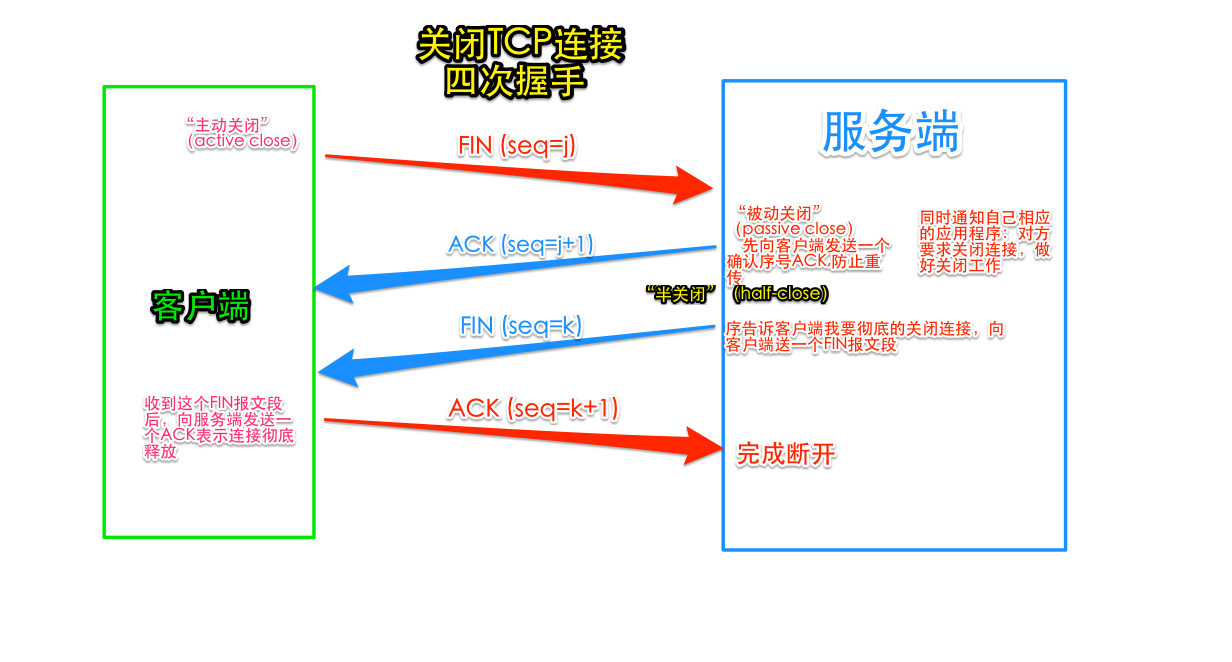 关闭TCP连接
四次握手
“主动关闭”
(active close)
FIN (seq=j)
服务端
“被动关闭”
(passive close)
先向客户端发送一个
确认序号ACK,防止重
传
同时通知自己相应
的应用程序：对方
要求关闭连接，做
好关闭工作
ACK (seq=j+1)
客户端
“半关闭” (half-close)
FIN (seq=k)
序告诉客户端我要彻底的关闭连接，向
客户端送一个FIN报文段
收到这个FIN报文段
后，向服务端发送一
个ACK表示连接彻底
释放
ACK (seq=k+1)
完成断开